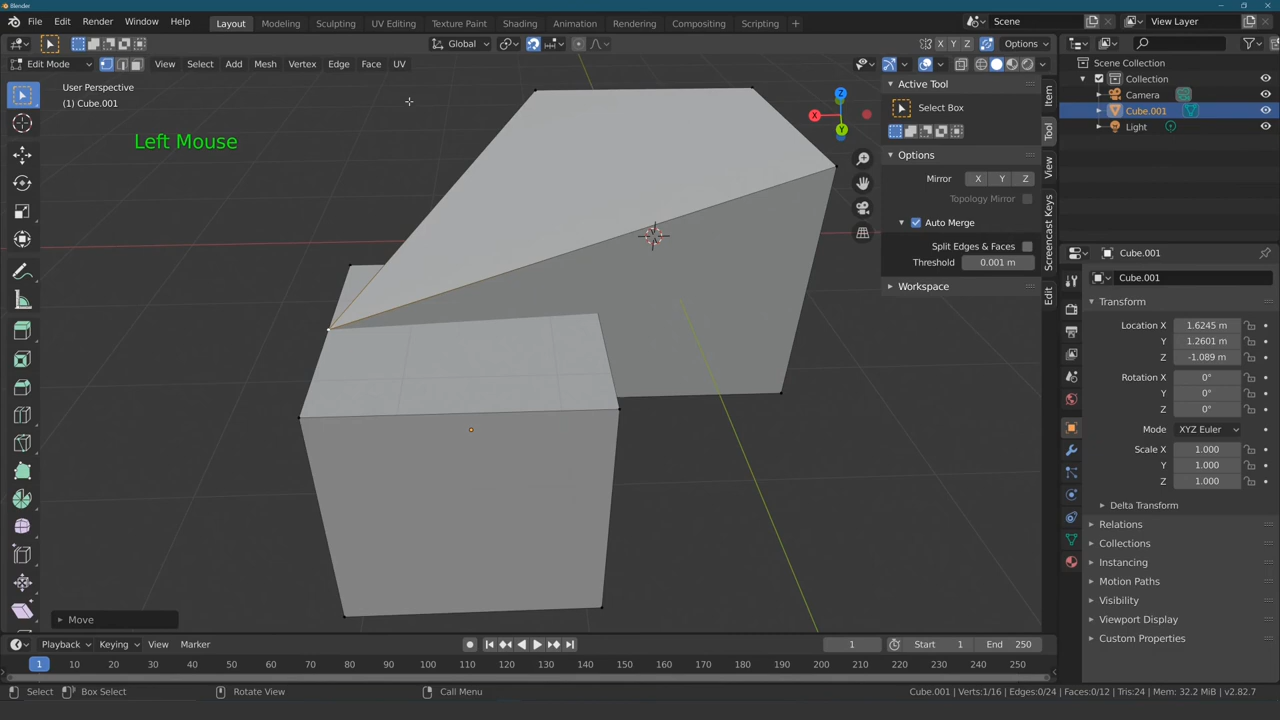 Blender
File Edit Render Window Help Layout Modeling Sculpting UV Editing Texture Paint Shading Animation Rendering Compositing Scripting + Scene View Layer
Global X Y Z Options
Edit Mode View Select Add Mesh Vertex Edge Face UV
User Perspective
(1) Cube.001
Left Mouse
Z
X
Y
Active Tool
Select Box
Options
Mirror X Y Z
Topology Mirror
Auto Merge
Split Edges & Faces
Threshold 0.001 m
Workspace
Item
Tool
View
Screencast Keys
Edit
Scene Collection
Collection
Camera
Cube.001
Light
Cube.001
Cube.001
Transform
Location X 1.6245 m
Y 1.2601 m
Z -1.089 m
Rotation X 0°
Y 0°
Z 0°
Mode XYZ Euler
Scale X 1.000
Y 1.000
Z 1.000
Delta Transform
Relations
Collections
Instancing
Motion Paths
Visibility
Viewport Display
Custom Properties
Move
Playback Keying View Marker 1 Start 1 End 250
1 10 20 30 40 50 60 70 80 90 100 110 120 130 140 150 160 170 180 190 200 210 220 230 240 250
Select Box Select Rotate View Call Menu Cube.001 | Verts:1/16 | Edges:0/24 | Faces:0/12 | Tris:24 | Mem: 32.2 MiB | v2.82.7